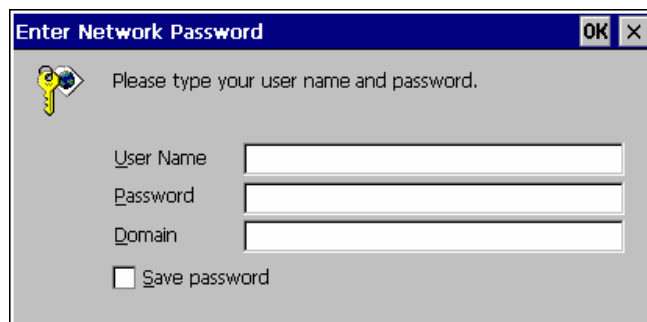 Enter Network Password OK ×
Please type your user name and password.
User Name
Password
Domain
Save password